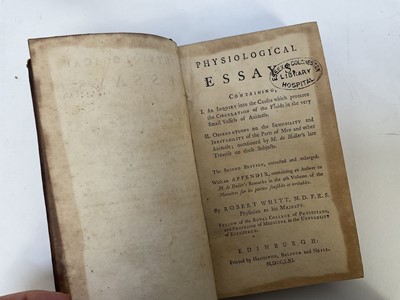 PHYSIOLOGICAL
ESSAYS.
CONTAINING,
I. An INQUIRY into the Causes which promote
the CIRCULATION of the Fluids in the very
Small Vessels of Animals.
II. OBSERVATIONS on the SENSIBILITY and
IRRITABILITY of the Parts of Men and other
Animals; occasioned by M. de Haller's late
Treatise on these Subjects.
The SECOND EDITION, corrected and enlarged.
With an APPENDIX, containing an Answer to
M. de Haller's Remarks in the 4th Volume of the
Memoires sur les parties sensibles et irritables.
By ROBERT WHYTT, M.D. F.R.S.
Physician to his MAJESTY,
FELLOW of the ROYAL COLLEGE of PHYSICIANS,
and PROFESSOR of MEDICINE in the UNIVERSITY
of EDINBURGH.
EDINBURGH:
Printed by HAMILTON, BALFOUR and NEILL.
M,DCC,LXI.
COLCHESTER
LIBRARY
HOSPITAL